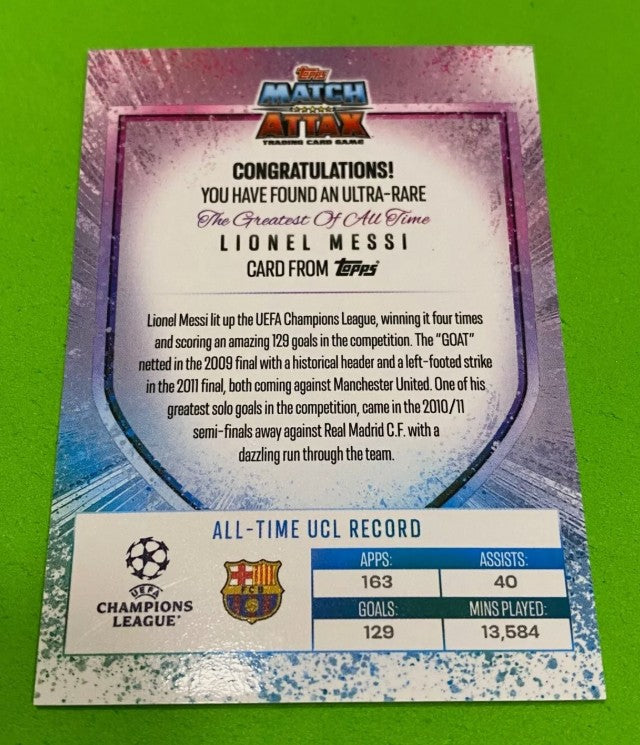 Topps
MATCH
ATTAX
TRADING CARD GAME
CONGRATULATIONS!
YOU HAVE FOUND AN ULTRA-RARE
The Greatest Of All Time
LIONEL MESSI
CARD FROM Topps
Lionel Messi lit up the UEFA Champions League, winning it four times
and scoring an amazing 129 goals in the competition. The "GOAT"
netted in the 2009 final with a historical header and a left-footed strike
in the 2011 final, both coming against Manchester United. One of his
greatest solo goals in the competition, came in the 2010/11
semi-finals away against Real Madrid C.F. with a
dazzling run through the team.
ALL-TIME UCL RECORD
UEFA
CHAMPIONS
LEAGUE
FCB
APPS: ASSISTS:
163 40
GOALS: MINS PLAYED:
129 13,584